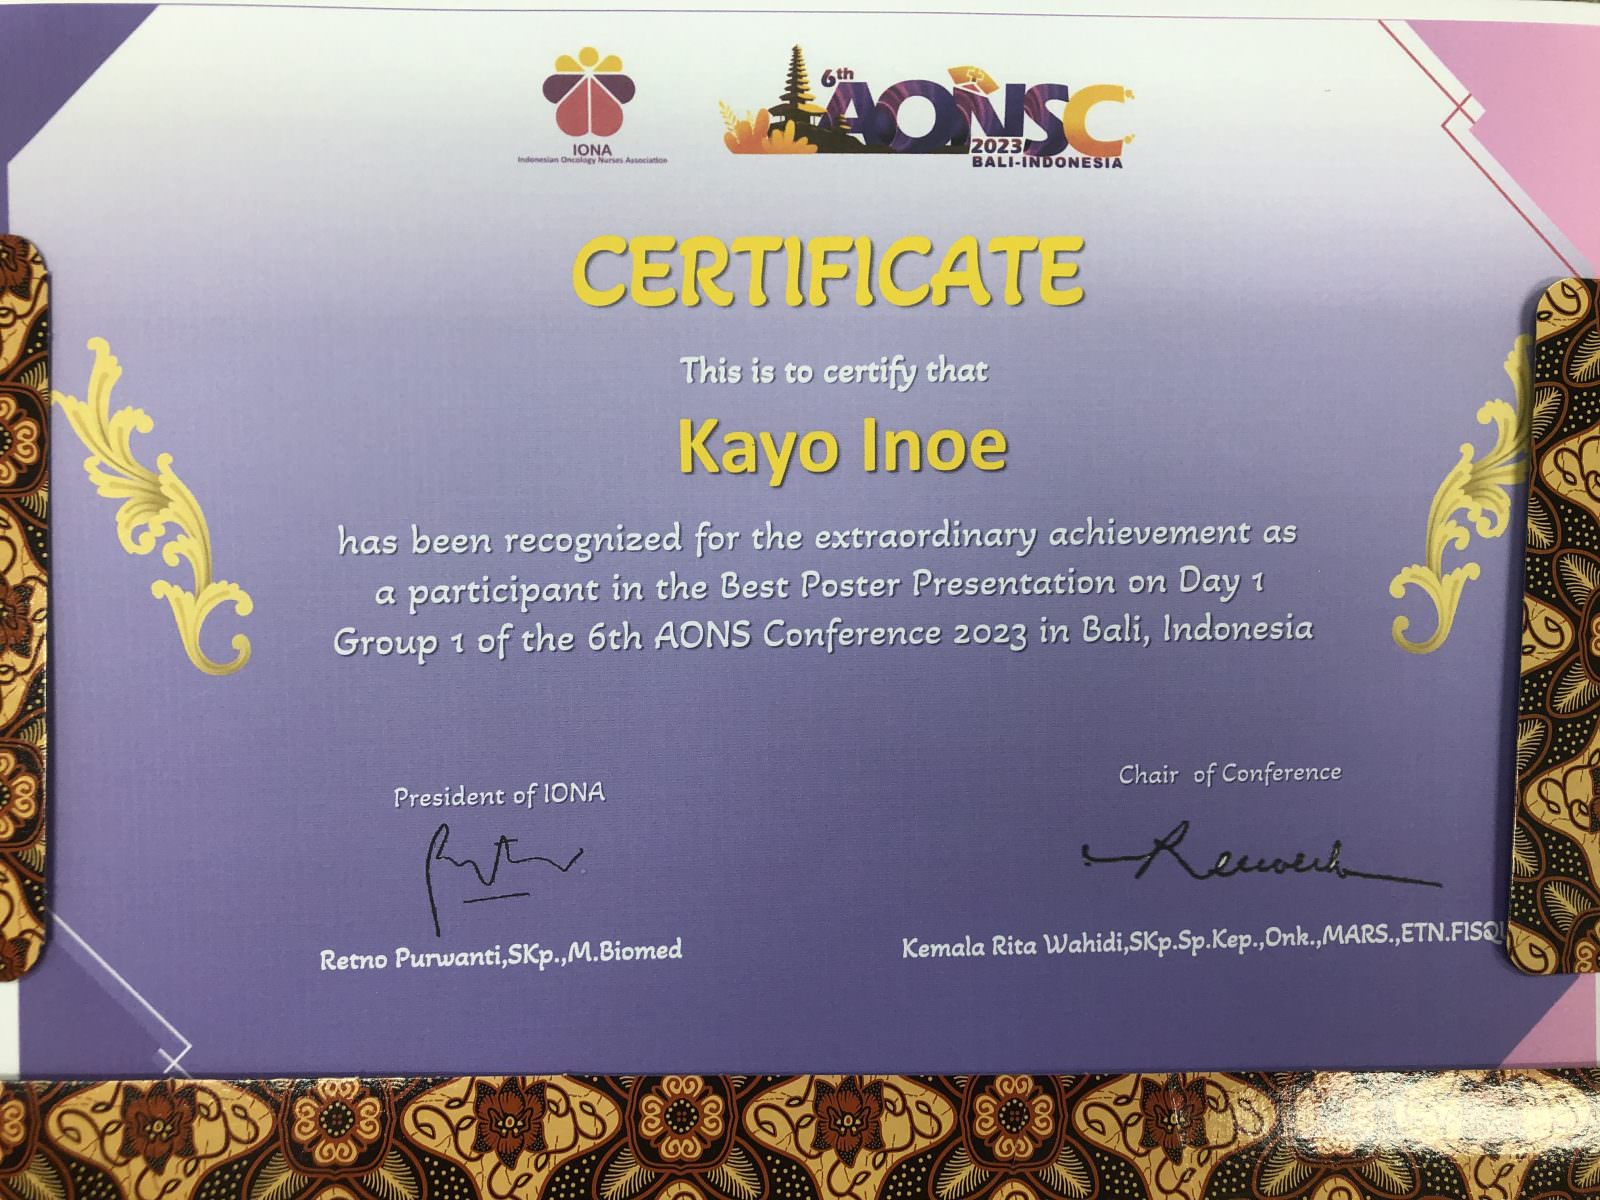 IONA
Indonesian Oncology Nurses Association
6th AONSC
2023
BALI-INDONESIA
CERTIFICATE
This is to certify that
Kayo Inoe
has been recognized for the extraordinary achievement as
a participant in the Best Poster Presentation on Day 1
Group 1 of the 6th AONS Conference 2023 in Bali, Indonesia
President of IONA
Chair of Conference
Retno Purwanti,SKp.,M.Biomed
Kemala Rita Wahidi,SKp.Sp.Kep.,Onk.,MARS.,ETN.FISQ